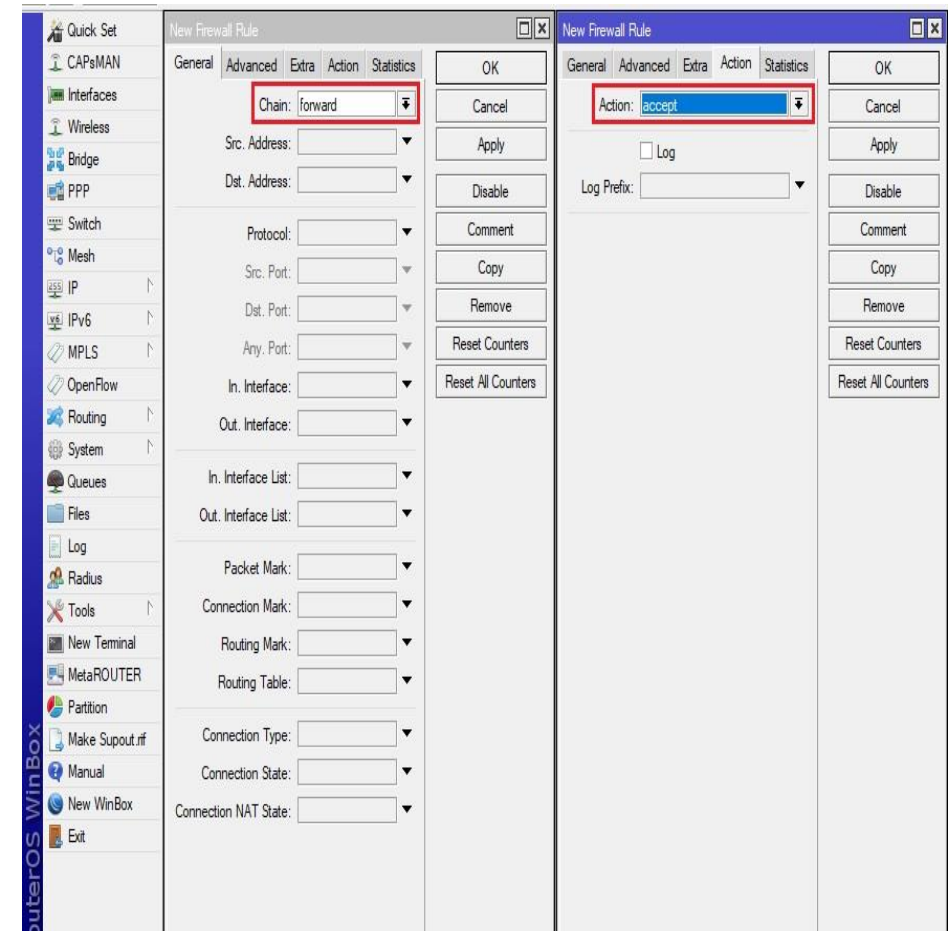 Quick Set
CAPsMAN
Interfaces
Wireless
Bridge
PPP
Switch
Mesh
IP
IPv6
MPLS
OpenFlow
Routing
System
Queues
Files
Log
Radius
Tools
New Terminal
MetaROUTER
Partition
Make Supout.rif
Manual
New WinBox
Exit
outerOS WinBox
New Firewall Rule
General Advanced Extra Action Statistics
Chain: forward
Src. Address:
Dst. Address:
Protocol:
Src. Port:
Dst. Port:
Any. Port:
In. Interface:
Out. Interface:
In. Interface List:
Out. Interface List:
Packet Mark:
Connection Mark:
Routing Mark:
Routing Table:
Connection Type:
Connection State:
Connection NAT State:
OK
Cancel
Apply
Disable
Comment
Copy
Remove
Reset Counters
Reset All Counters
New Firewall Rule
General Advanced Extra Action Statistics
Action: accept
Log
Log Prefix:
OK
Cancel
Apply
Disable
Comment
Copy
Remove
Reset Counters
Reset All Counters